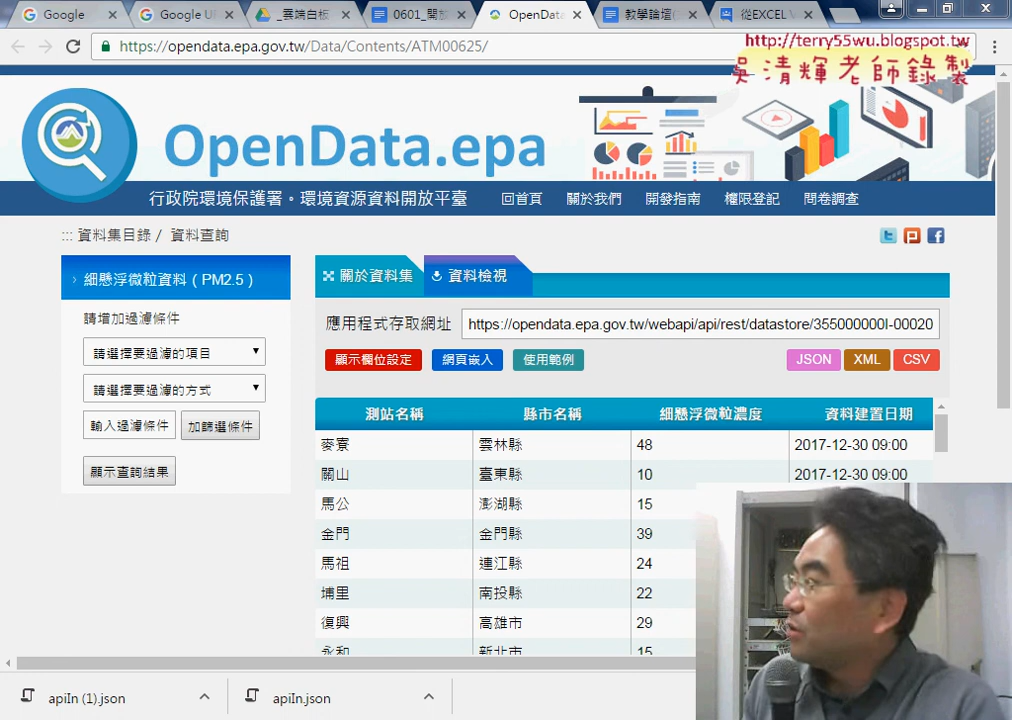 Google
Google U
_雲端白板
0601_開放
OpenData
教學論壇(
從EXCEL V
https://opendata.epa.gov.tw/Data/Contents/ATM00625/
http://terry55wu.blogspot.tw
吳清輝老師錄製
OpenData.epa
行政院環境保護署。環境資源資料開放平臺
回首頁 關於我們 開發指南 權限登記 問卷調查
::: 資料集目錄 / 資料查詢
細懸浮微粒資料（PM2.5）
請增加過濾條件
請選擇要過濾的項目
請選擇要過濾的方式
輸入過濾條件 加篩選條件
顯示查詢結果
關於資料集 資料檢視
應用程式存取網址 https://opendata.epa.gov.tw/webapi/api/rest/datastore/355000000I-00020
顯示欄位設定 網頁嵌入 使用範例 JSON XML CSV
測站名稱 縣市名稱 細懸浮微粒濃度 資料建置日期
麥寮 雲林縣 48 2017-12-30 09:00
關山 臺東縣 10 2017-12-30 09:00
馬公 澎湖縣 15
金門 金門縣 39
馬祖 連江縣 24
埔里 南投縣 22
復興 高雄市 29
永和 新北市 15
apiIn (1).json
apiIn.json